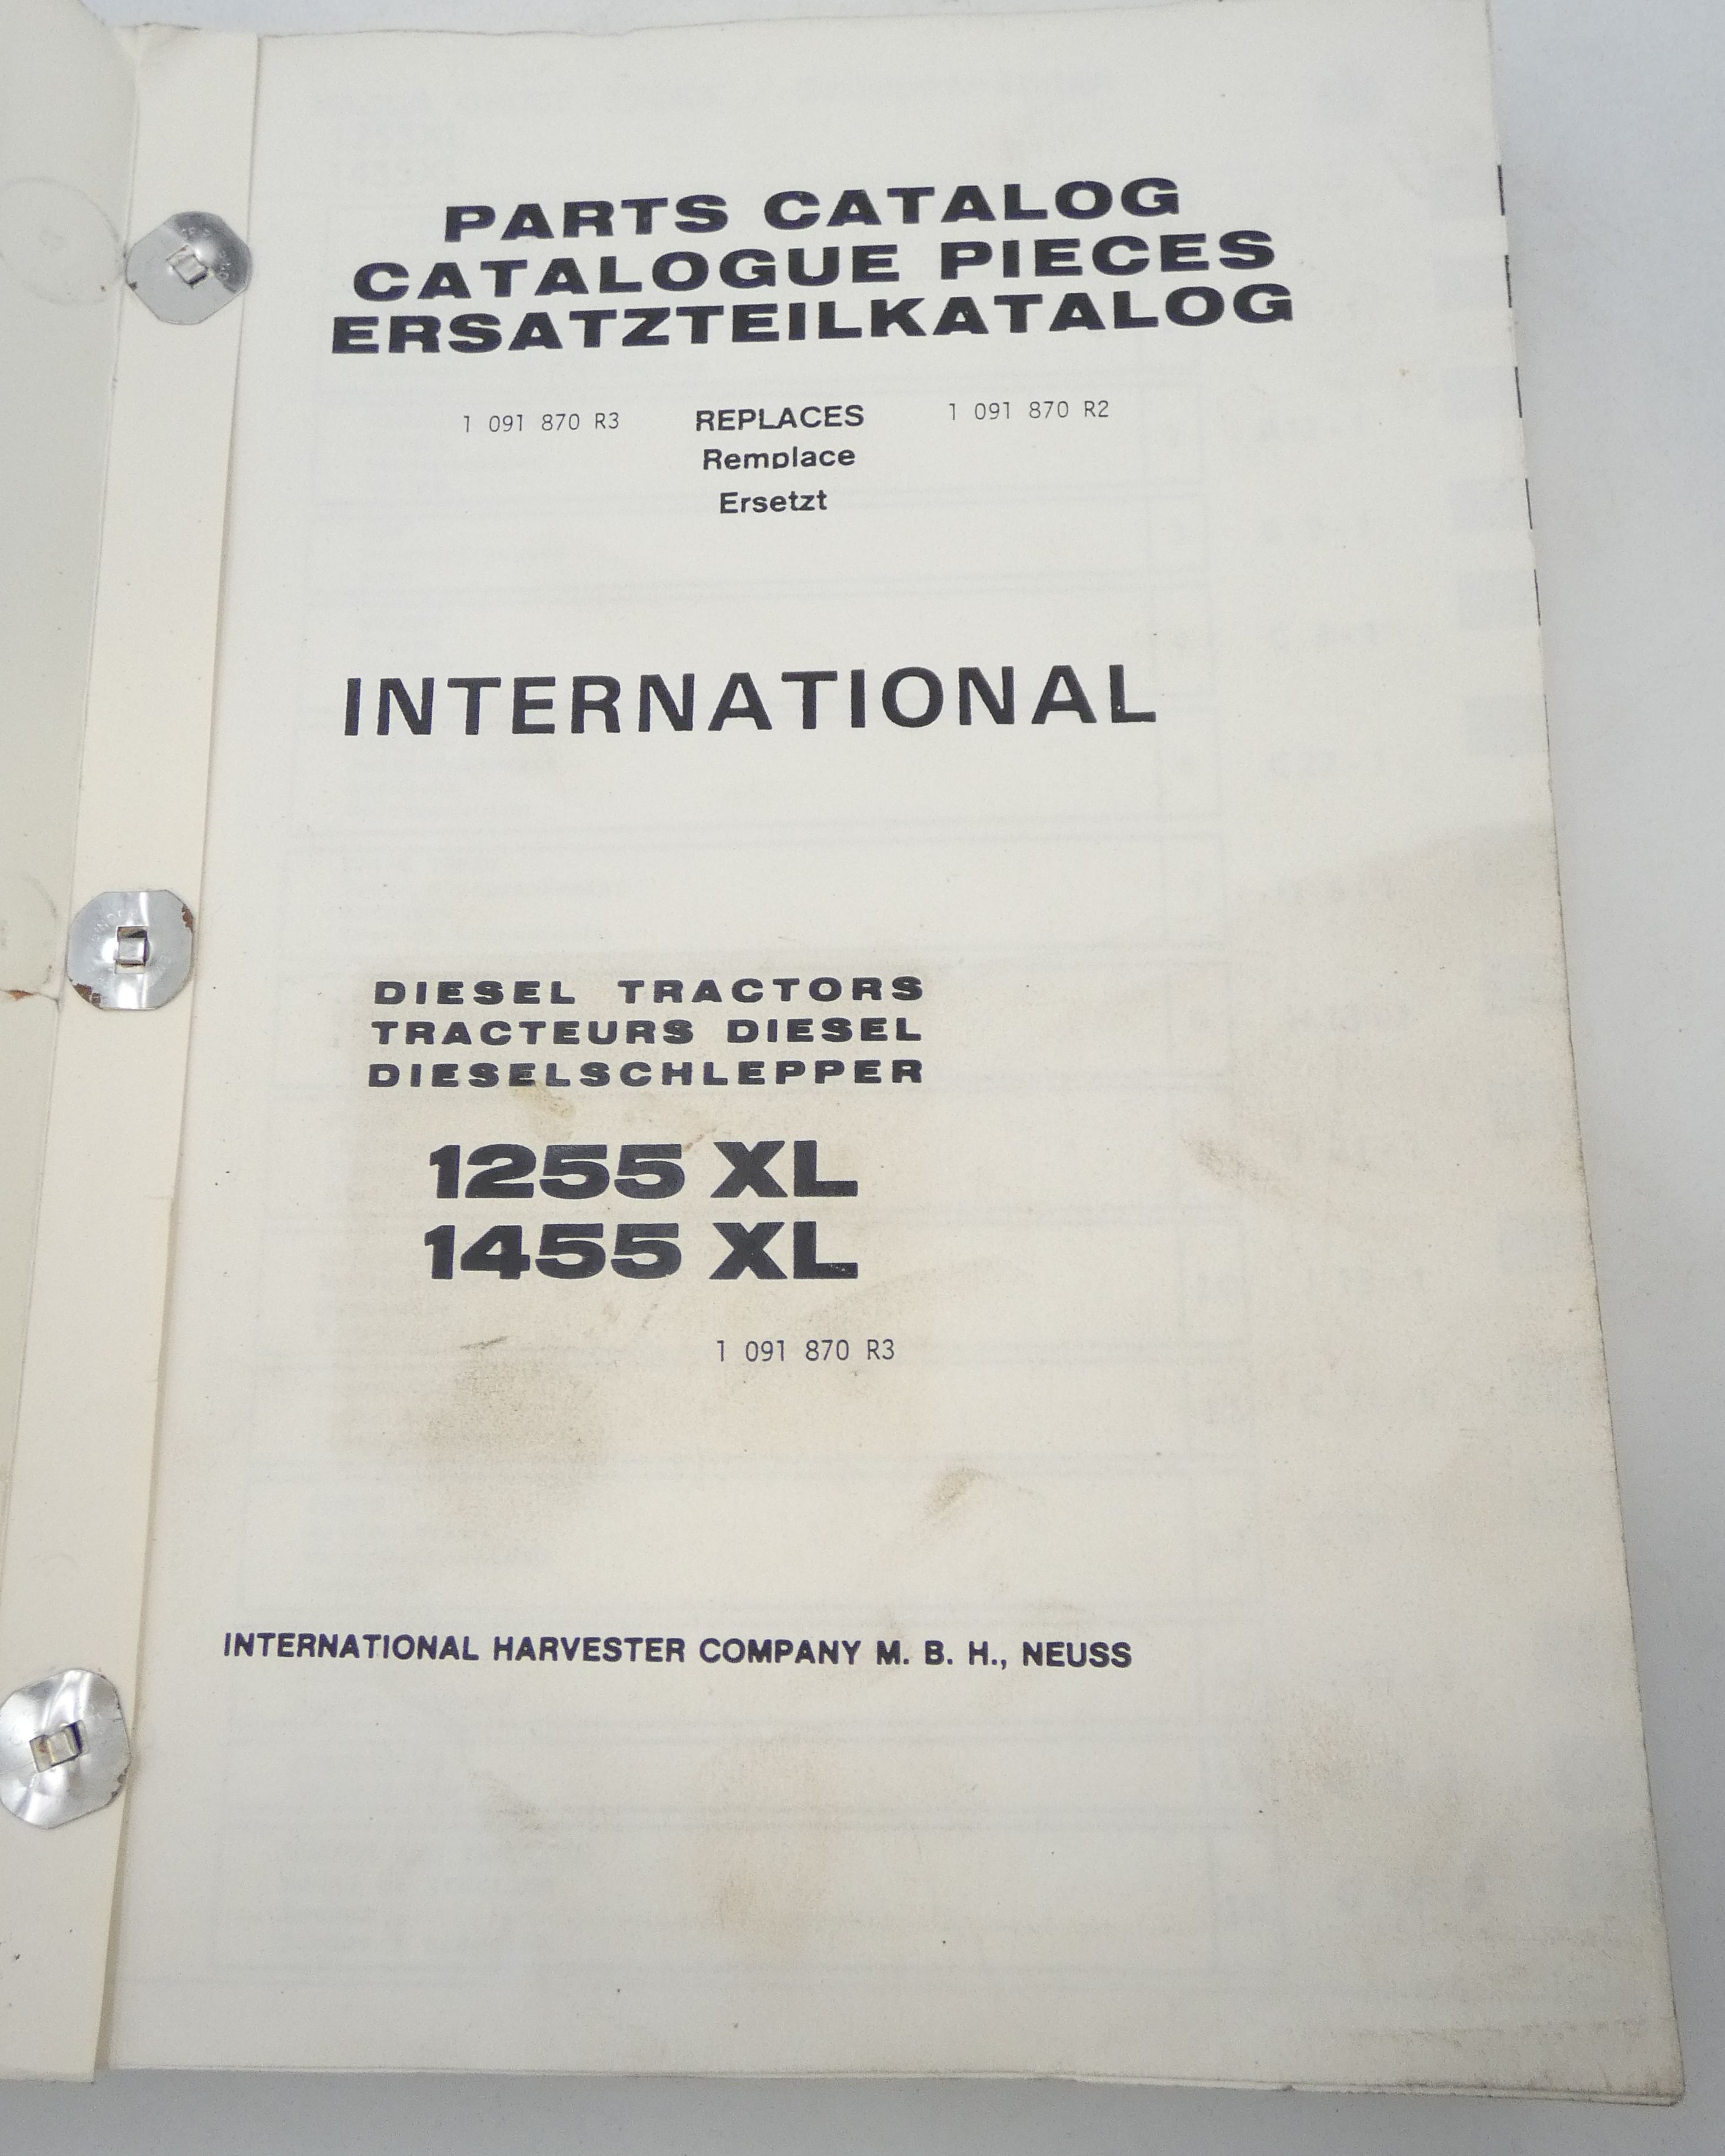 PARTS CATALOG
CATALOGUE PIECES
ERSATZTEILKATALOG
1 091 870 R3 REPLACES 1 091 870 R2
Remplace
Ersetzt
INTERNATIONAL
DIESEL TRACTORS
TRACTEURS DIESEL
DIESELSCHLEPPER
1255 XL
1455 XL
1 091 870 R3
INTERNATIONAL HARVESTER COMPANY M. B. H., NEUSS